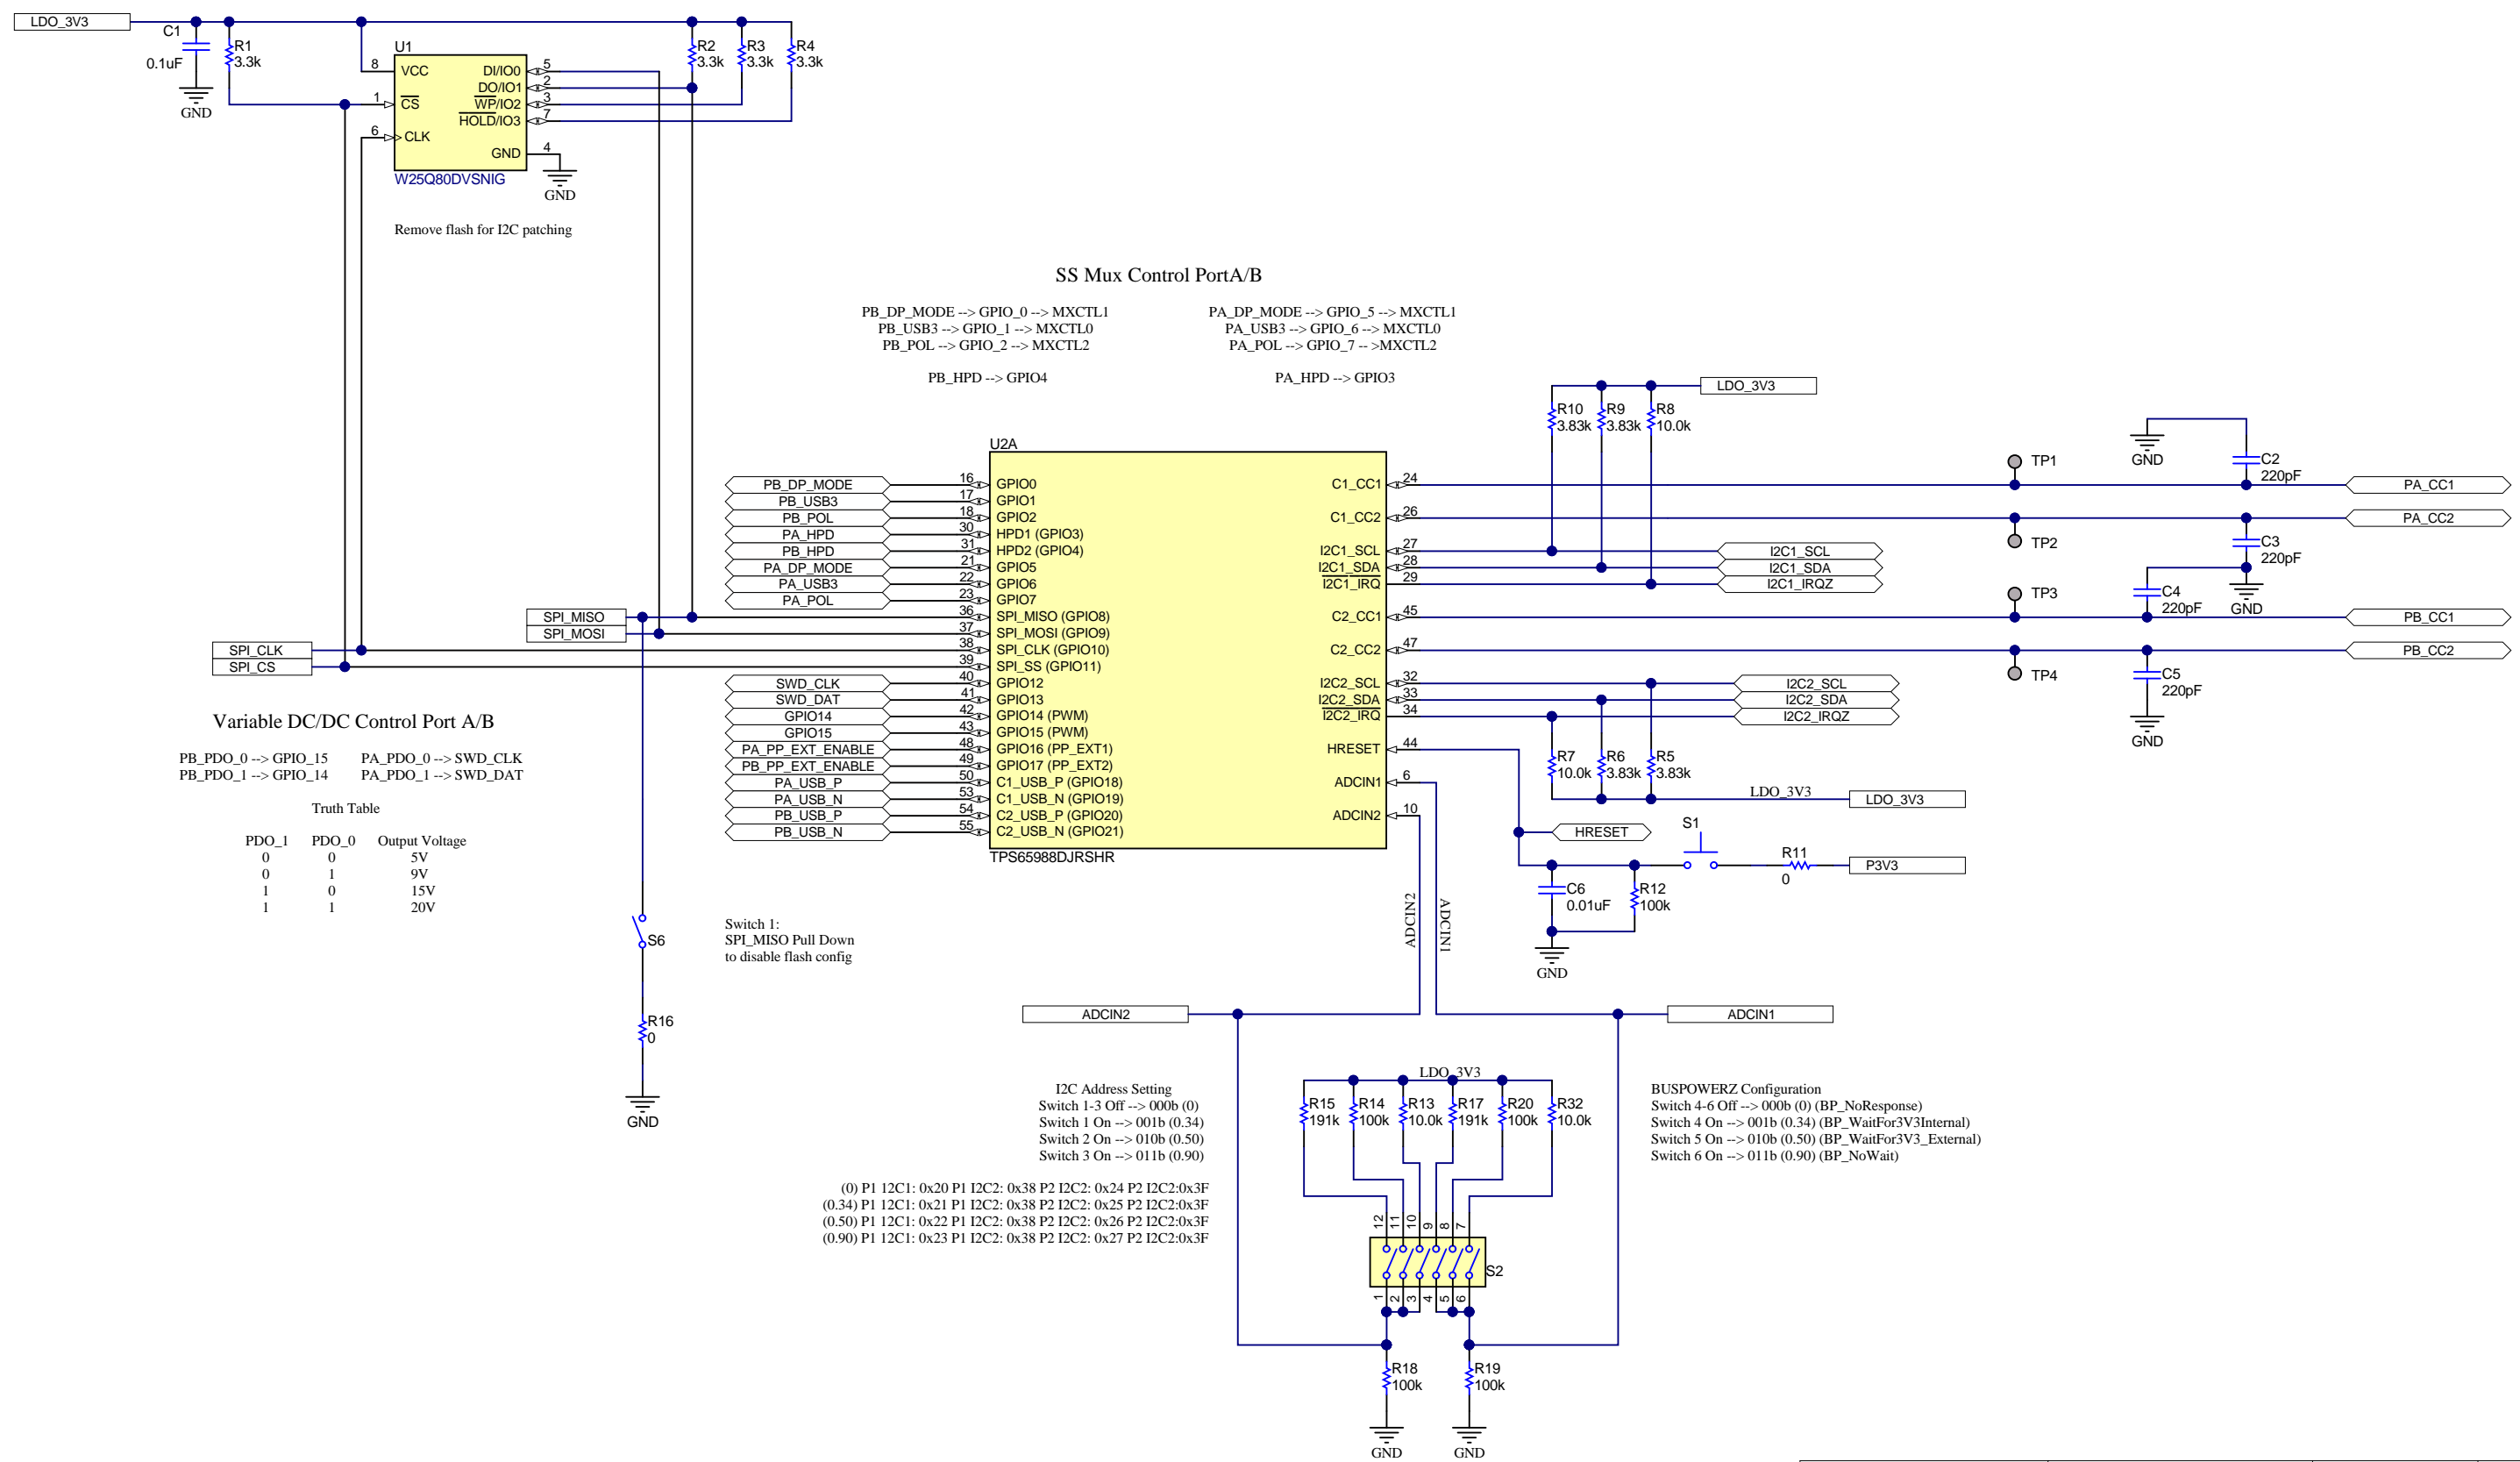 LDO_3V3
C1
0.1uF
GND
R1
3.3k
U1
8 VCC
1 CS
6 CLK
DI/IO0 5
DO/IO1 2
WP/IO2 3
HOLD/IO3 7
GND 4
W25Q80DVSNIG
GND
R2
3.3k
R3
3.3k
R4
3.3k
Remove flash for I2C patching
SS Mux Control PortA/B
PB_DP_MODE --> GPIO_0 --> MXCTL1
PB_USB3 --> GPIO_1 --> MXCTL0
PB_POL --> GPIO_2 --> MXCTL2
PB_HPD --> GPIO4
PA_DP_MODE --> GPIO_5 --> MXCTL1
PA_USB3 --> GPIO_6 --> MXCTL0
PA_POL --> GPIO_7 -- >MXCTL2
PA_HPD --> GPIO3
LDO_3V3
R10
3.83k
R9
3.83k
R8
10.0k
U2A
PB_DP_MODE 16 GPIO0
PB_USB3 17 GPIO1
PB_POL 18 GPIO2
PA_HPD 30 HPD1 (GPIO3)
PB_HPD 31 HPD2 (GPIO4)
PA_DP_MODE 21 GPIO5
PA_USB3 22 GPIO6
PA_POL 23 GPIO7
SPI_MISO 36 SPI_MISO (GPIO8)
SPI_MOSI 37 SPI_MOSI (GPIO9)
SPI_CLK 38 SPI_CLK (GPIO10)
SPI_CS 39 SPI_SS (GPIO11)
SWD_CLK 40 GPIO12
SWD_DAT 41 GPIO13
GPIO14 42 GPIO14 (PWM)
GPIO15 43 GPIO15 (PWM)
PA_PP_EXT_ENABLE 48 GPIO16 (PP_EXT1)
PB_PP_EXT_ENABLE 49 GPIO17 (PP_EXT2)
PA_USB_P 50 C1_USB_P (GPIO18)
PA_USB_N 53 C1_USB_N (GPIO19)
PB_USB_P 54 C2_USB_P (GPIO20)
PB_USB_N 55 C2_USB_N (GPIO21)
TPS65988DJRSHR
C1_CC1 24
C1_CC2 26
I2C1_SCL 27 I2C1_SCL
I2C1_SDA 28 I2C1_SDA
I2C1_IRQ 29 I2C1_IRQZ
C2_CC1 45
C2_CC2 47
I2C2_SCL 32 I2C2_SCL
I2C2_SDA 33 I2C2_SDA
I2C2_IRQ 34 I2C2_IRQZ
HRESET 44
ADCIN1 6
ADCIN2 10
TP1
TP2
TP3
TP4
GND
C2
220pF
PA_CC1
PA_CC2
C3
220pF
GND
C4
220pF
PB_CC1
PB_CC2
C5
220pF
GND
R7
10.0k
R6
3.83k
R5
3.83k
LDO_3V3
LDO_3V3
HRESET
S1
R11
0
P3V3
C6
0.01uF
R12
100k
GND
Variable DC/DC Control Port A/B
PB_PDO_0 --> GPIO_15 PA_PDO_0 --> SWD_CLK
PB_PDO_1 --> GPIO_14 PA_PDO_1 --> SWD_DAT
Truth Table
PDO_1 PDO_0 Output Voltage
0 0 5V
0 1 9V
1 0 15V
1 1 20V
S6
R16
0
GND
Switch 1:
SPI_MISO Pull Down
to disable flash config
ADCIN2
ADCIN1
ADCIN2
ADCIN1
I2C Address Setting
Switch 1-3 Off --> 000b (0)
Switch 1 On --> 001b (0.34)
Switch 2 On --> 010b (0.50)
Switch 3 On --> 011b (0.90)
(0) P1 12C1: 0x20 P1 I2C2: 0x38 P2 I2C2: 0x24 P2 I2C2:0x3F
(0.34) P1 12C1: 0x21 P1 I2C2: 0x38 P2 I2C2: 0x25 P2 I2C2:0x3F
(0.50) P1 12C1: 0x22 P1 I2C2: 0x38 P2 I2C2: 0x26 P2 I2C2:0x3F
(0.90) P1 12C1: 0x23 P1 I2C2: 0x38 P2 I2C2: 0x27 P2 I2C2:0x3F
LDO_3V3
R15
191k
R14
100k
R13
10.0k
R17
191k
R20
100k
R32
10.0k
BUSPOWERZ Configuration
Switch 4-6 Off --> 000b (0) (BP_NoResponse)
Switch 4 On --> 001b (0.34) (BP_WaitFor3V3Internal)
Switch 5 On --> 010b (0.50) (BP_WaitFor3V3_External)
Switch 6 On --> 011b (0.90) (BP_NoWait)
12 11 10 9 8 7
S2
1 2 3 4 5 6
R18
100k
R19
100k
GND
GND